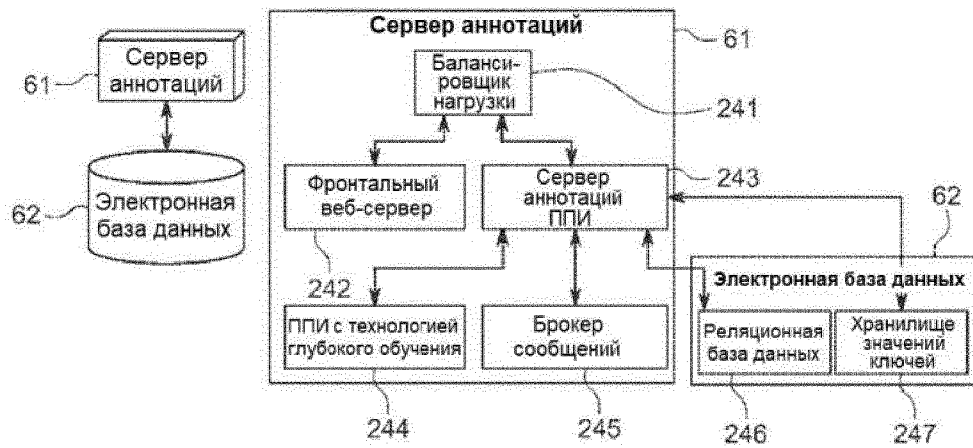 61
Сервер
аннотаций
62
Электронная
база данных
Сервер аннотаций
61
Баланси-
ровщик
нагрузки
241
Фронтальный
веб-сервер
242
Сервер
аннотаций
ППИ
243
ППИ с технологией
глубокого обучения
244
Брокер
сообщений
245
62
Электронная база данных
Реляционная
база данных
246
Хранилище
значений
ключей
247